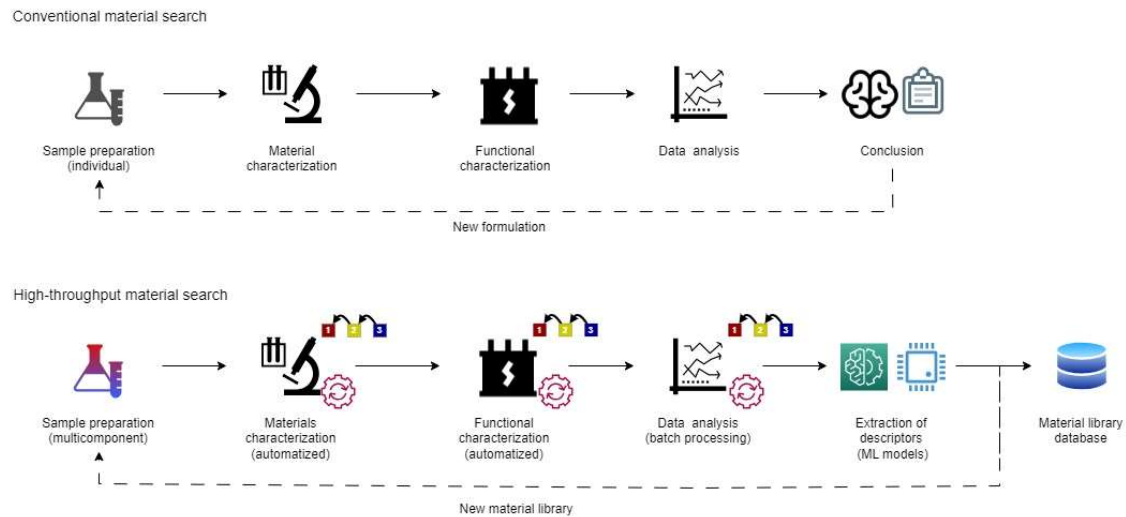 Conventional material search
Sample preparation
(individual)
Material
characterization
Functional
characterization
Data analysis
Conclusion
New formulation
High-throughput material search
1 2 3
1 2 3
1 2 3
Sample preparation
(multicomponent)
Materials
characterization
(automatized)
Functional
characterization
(automatized)
Data analysis
(batch processing)
Extraction of
descriptors
(ML models)
Material library
database
New material library